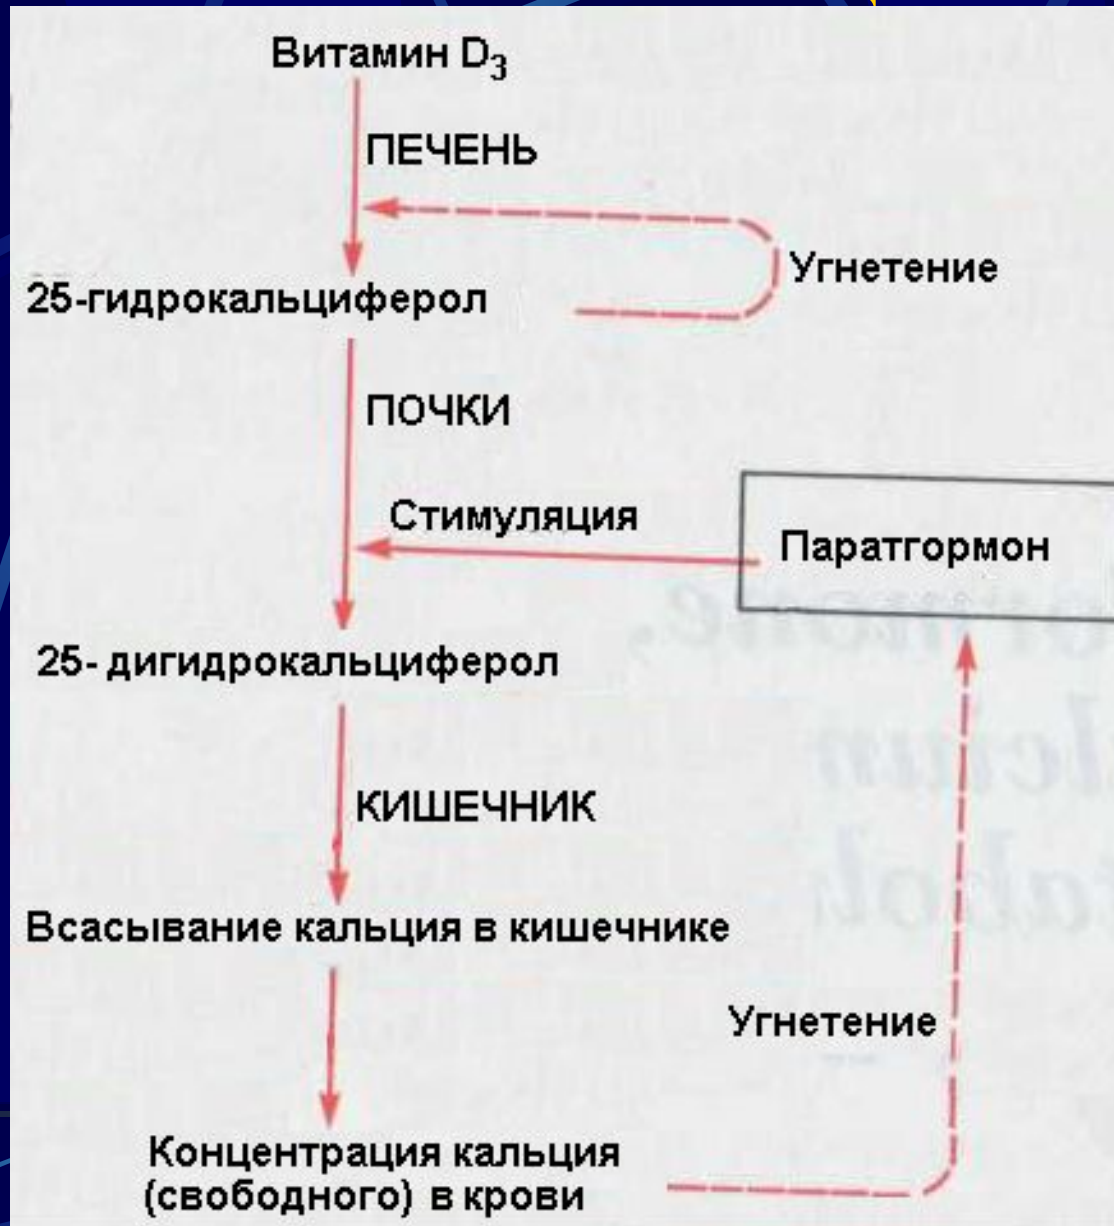 Витамин D₃
ПЕЧЕНЬ
Угнетение
25-гидрокальциферол
ПОЧКИ
Стимуляция
Паратгормон
25- дигидрокальциферол
КИШЕЧНИК
Всасывание кальция в кишечнике
Угнетение
Концентрация кальция
(свободного) в крови